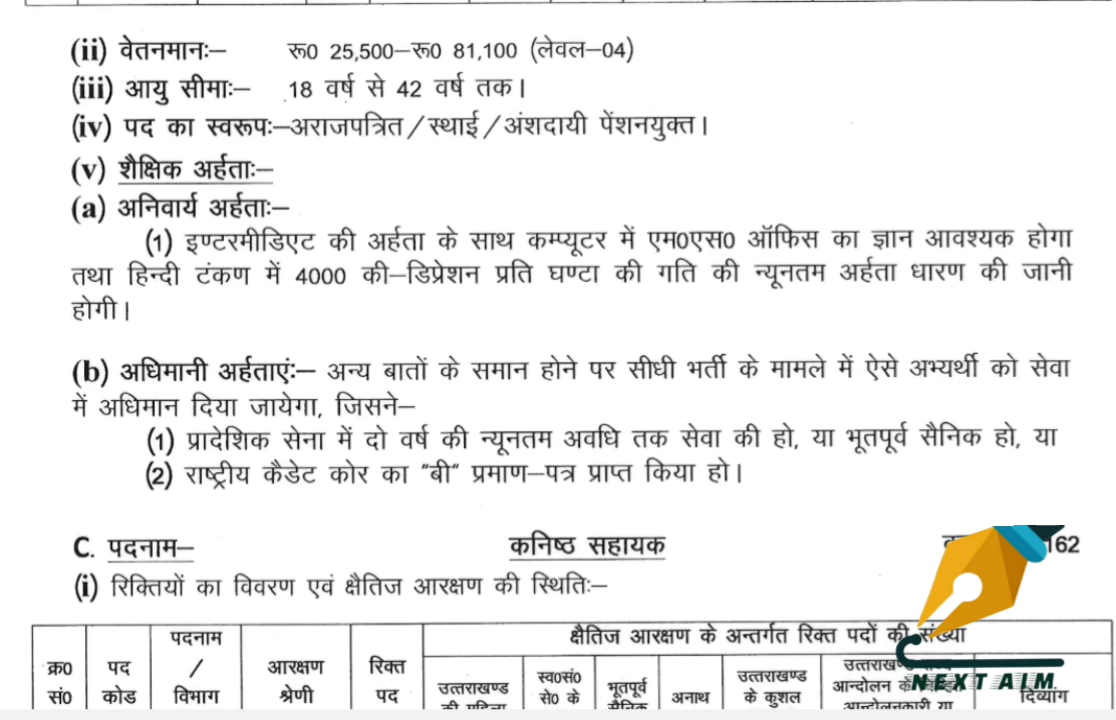 (ii) वेतनमानः– रू0 25,500–रू0 81,100 (लेवल–04)
(iii) आयु सीमाः– 18 वर्ष से 42 वर्ष तक।
(iv) पद का स्वरूपः–अराजपत्रित/स्थाई/अंशदायी पेंशनयुक्त।
(v) शैक्षिक अर्हताः–
(a) अनिवार्य अर्हताः–
(1) इण्टरमीडिएट की अर्हता के साथ कम्प्यूटर में एम0एस0 ऑफिस का ज्ञान आवश्यक होगा
तथा हिन्दी टंकण में 4000 की–डिप्रेशन प्रति घण्टा की गति की न्यूनतम अर्हता धारण की जानी
होगी।
(b) अधिमानी अर्हताएंः– अन्य बातों के समान होने पर सीधी भर्ती के मामले में ऐसे अभ्यर्थी को सेवा
में अधिमान दिया जायेगा, जिसने–
(1) प्रादेशिक सेना में दो वर्ष की न्यूनतम अवधि तक सेवा की हो, या भूतपूर्व सैनिक हो, या
(2) राष्ट्रीय कैडेट कोर का “बी“ प्रमाण–पत्र प्राप्त किया हो।
C. पदनाम– कनिष्ठ सहायक 162
(i) रिक्तियों का विवरण एवं क्षैतिज आरक्षण की स्थितिः–
क्षैतिज आरक्षण के अन्तर्गत रिक्त पदों की संख्या
क्र0 सं0
पद कोड
पदनाम / विभाग
आरक्षण श्रेणी
रिक्त पद
उत्तराखण्ड की महिला
स्व0सं0 से0 के
भूतपूर्व सैनिक
अनाथ
उत्तराखण्ड के कुशल
आन्दोलन के
आन्दोलनकारी या
दिव्यांग
NEXT AIM